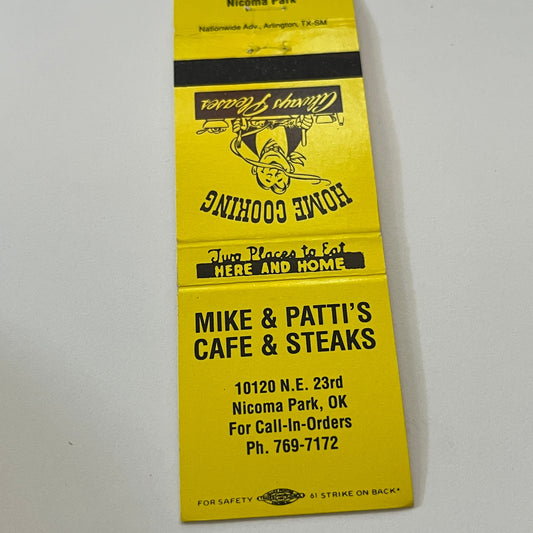 Nicoma Park
Nationwide Adv., Arlington, TX-SM
Always Pleases
HOME COOKING
Two Places to Eat
HERE AND HOME
MIKE & PATTI'S
CAFE & STEAKS
10120 N.E. 23rd
Nicoma Park, OK
For Call-In-Orders
Ph. 769-7172
FOR SAFETY 61 STRIKE ON BACK